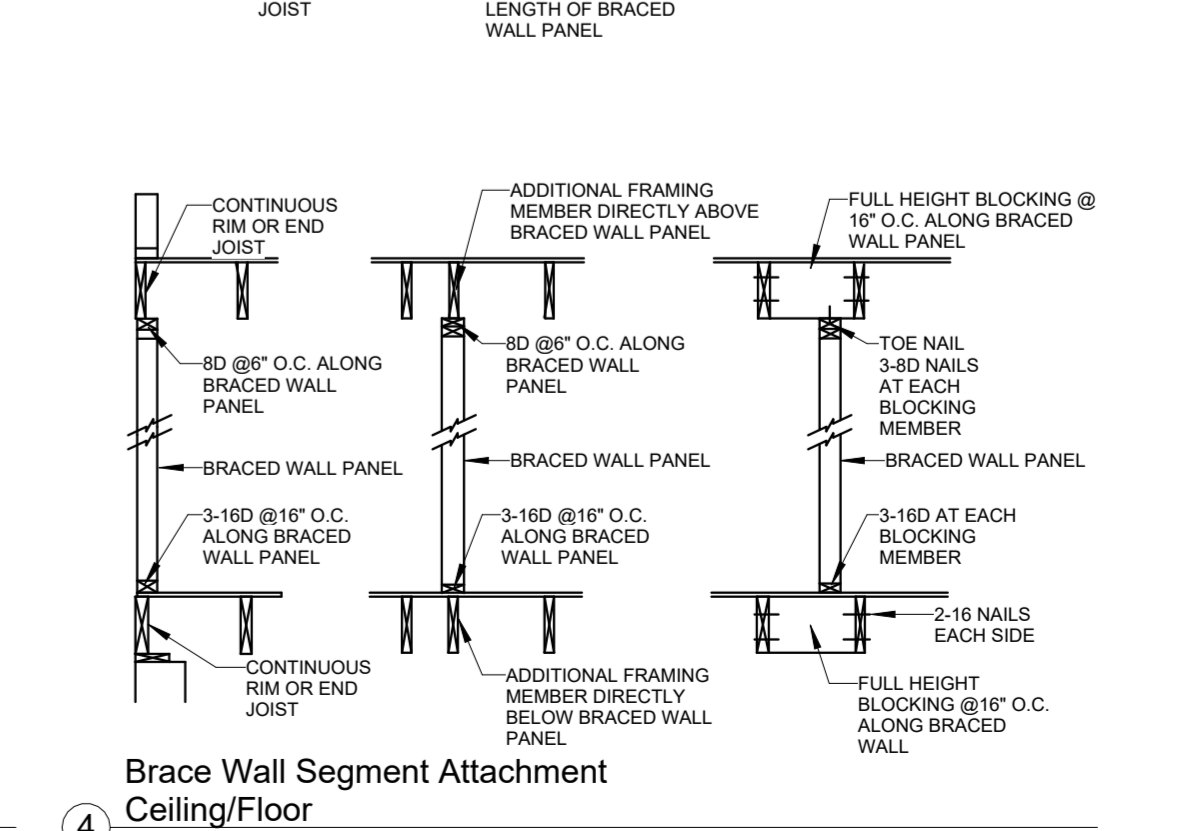 JOIST
LENGTH OF BRACED
WALL PANEL
CONTINUOUS
RIM OR END
JOIST
8D @6" O.C. ALONG
BRACED WALL
PANEL
BRACED WALL PANEL
3-16D @16" O.C.
ALONG BRACED
WALL PANEL
CONTINUOUS
RIM OR END
JOIST
ADDITIONAL FRAMING
MEMBER DIRECTLY ABOVE
BRACED WALL PANEL
8D @6" O.C. ALONG
BRACED WALL
PANEL
BRACED WALL PANEL
3-16D @16" O.C.
ALONG BRACED
WALL PANEL
ADDITIONAL FRAMING
MEMBER DIRECTLY
BELOW BRACED WALL
PANEL
FULL HEIGHT BLOCKING @
16" O.C. ALONG BRACED
WALL PANEL
TOE NAIL
3-8D NAILS
AT EACH
BLOCKING
MEMBER
BRACED WALL PANEL
3-16D AT EACH
BLOCKING
MEMBER
2-16 NAILS
EACH SIDE
FULL HEIGHT
BLOCKING @16" O.C.
ALONG BRACED
WALL
Brace Wall Segment Attachment
Ceiling/Floor
4